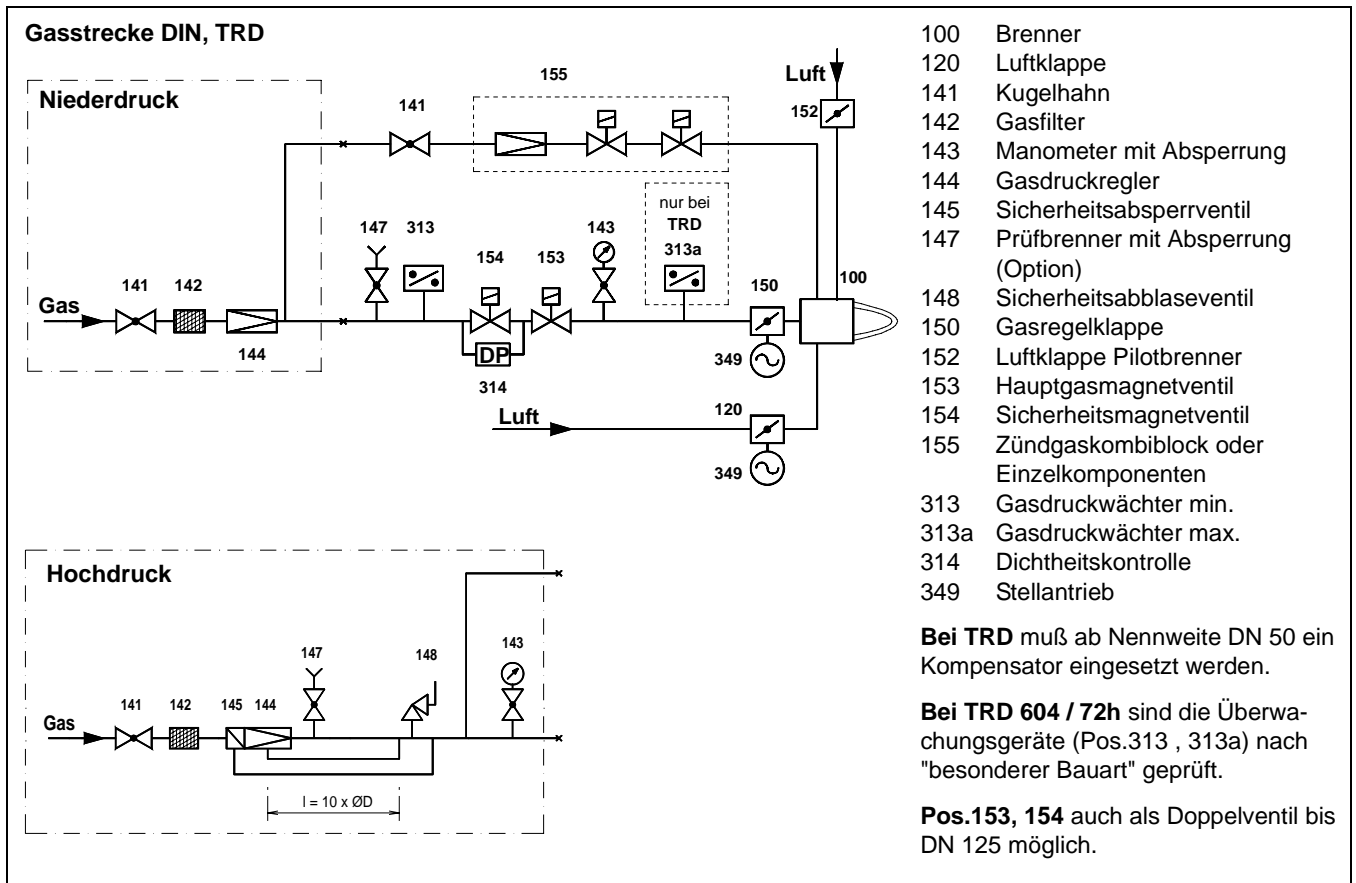 Gasstrecke DIN, TRD
Niederdruck
Gas
141
142
144
141
155
147
313
154
153
143
DP
314
nur bei
TRD
313a
Luft
152
150
100
349
Luft
120
349
Hochdruck
Gas
141
142
145
144
147
148
143
l = 10 x ØD
100 Brenner
120 Luftklappe
141 Kugelhahn
142 Gasfilter
143 Manometer mit Absperrung
144 Gasdruckregler
145 Sicherheitsabsperrventil
147 Prüfbrenner mit Absperrung
(Option)
148 Sicherheitsabblaseventil
150 Gasregelklappe
152 Luftklappe Pilotbrenner
153 Hauptgasmagnetventil
154 Sicherheitsmagnetventil
155 Zündgaskombiblock oder
Einzelkomponenten
313 Gasdruckwächter min.
313a Gasdruckwächter max.
314 Dichtheitskontrolle
349 Stellantrieb
Bei TRD muß ab Nennweite DN 50 ein
Kompensator eingesetzt werden.
Bei TRD 604 / 72h sind die Überwa-
chungsgeräte (Pos.313 , 313a) nach
"besonderer Bauart" geprüft.
Pos.153, 154 auch als Doppelventil bis
DN 125 möglich.